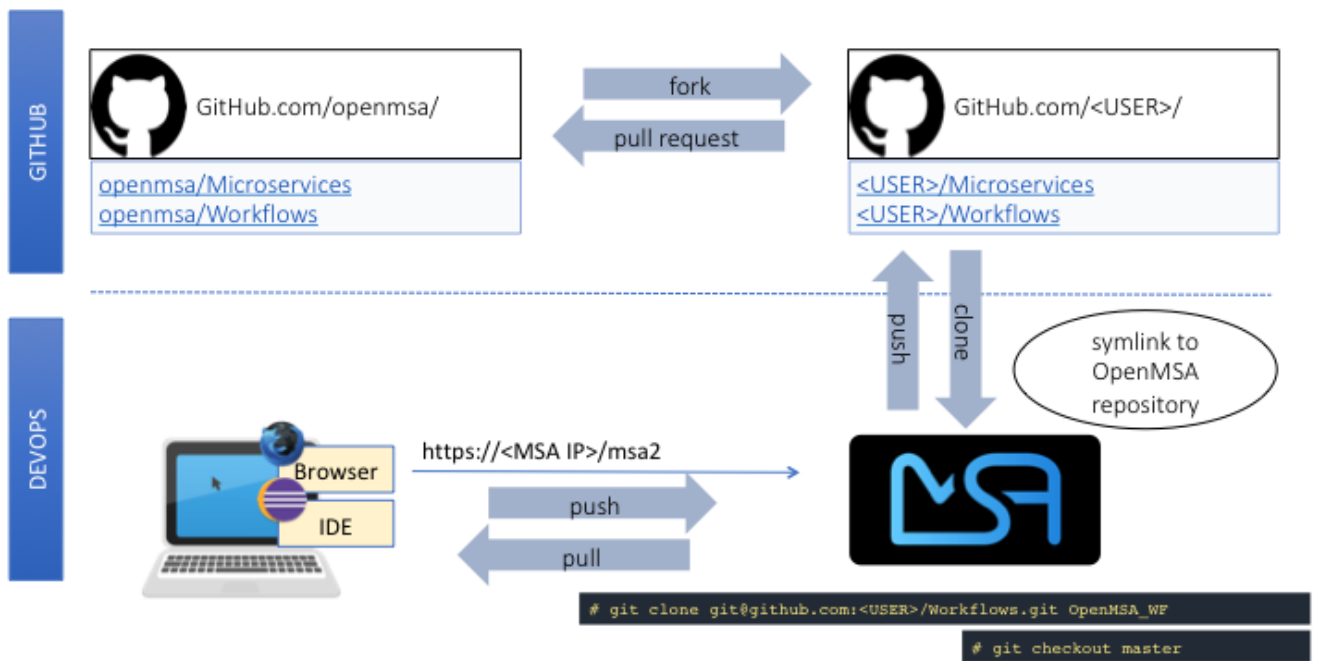 GITHUB
GitHub.com/openmsa/
openmsa/Microservices
openmsa/Workflows
fork
pull request
GitHub.com/<USER>/
<USER>/Microservices
<USER>/Workflows
push
clone
symlink to
OpenMSA
repository
DEVOPS
Browser
IDE
https://<MSA IP>/msa2
push
pull
MSA
# git clone git@github.com:<USER>/Workflows.git OpenMSA_WF
# git checkout master